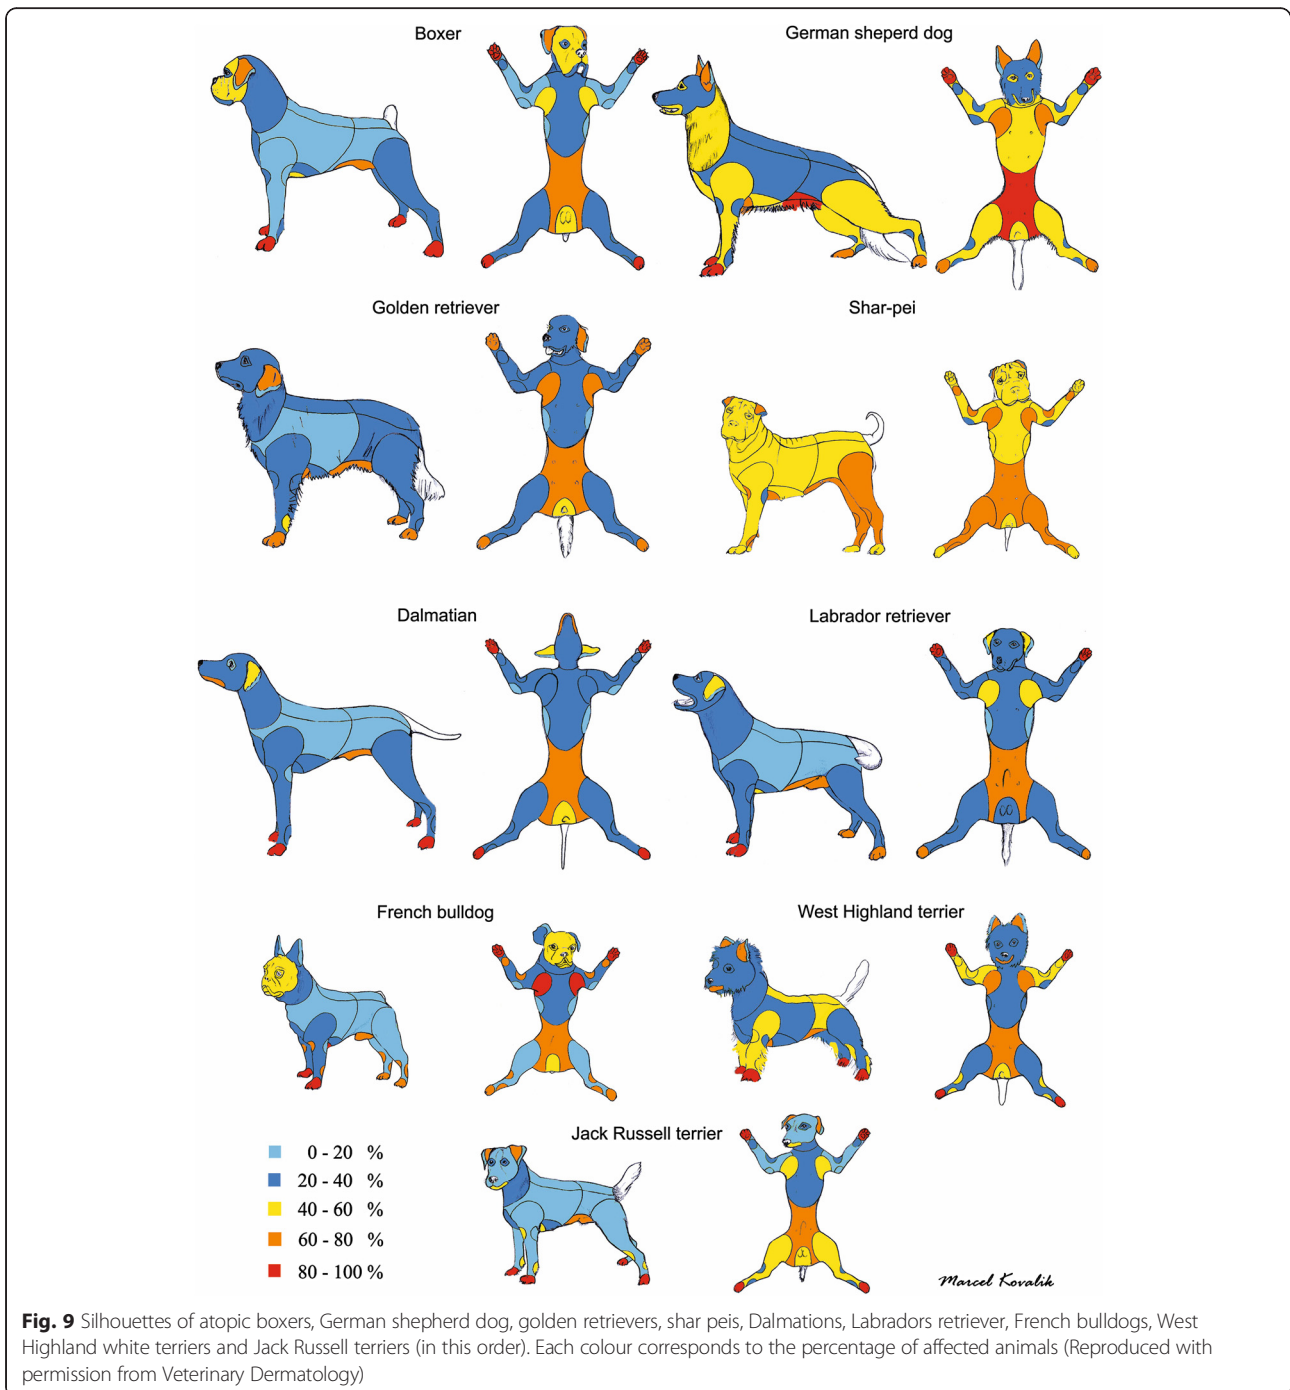 Boxer
German sheperd dog
Golden retriever
Shar-pei
Dalmatian
Labrador retriever
French bulldog
West Highland terrier
Jack Russell terrier
0 - 20 %
20 - 40 %
40 - 60 %
60 - 80 %
80 - 100 %
Marcel Kovalik
Fig. 9 Silhouettes of atopic boxers, German shepherd dog, golden retrievers, shar peis, Dalmations, Labradors retriever, French bulldogs, West
Highland white terriers and Jack Russell terriers (in this order). Each colour corresponds to the percentage of affected animals (Reproduced with
permission from Veterinary Dermatology)